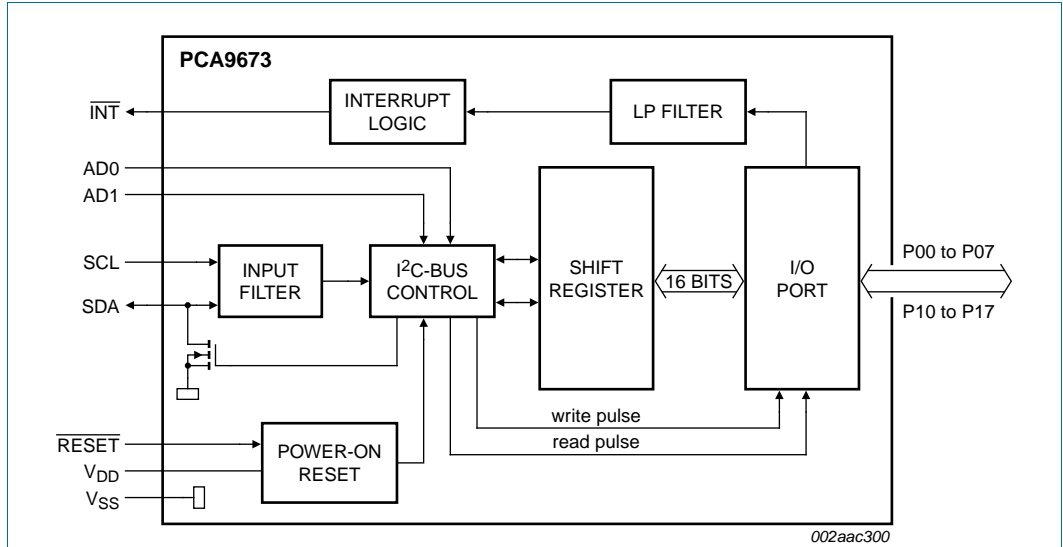 PCA9673
INT
INTERRUPT
LOGIC
LP FILTER
AD0
AD1
SCL
SDA
INPUT
FILTER
I²C-BUS
CONTROL
SHIFT
REGISTER
16 BITS
I/O
PORT
P00 to P07
P10 to P17
write pulse
read pulse
RESET
VDD
VSS
POWER-ON
RESET
002aac300